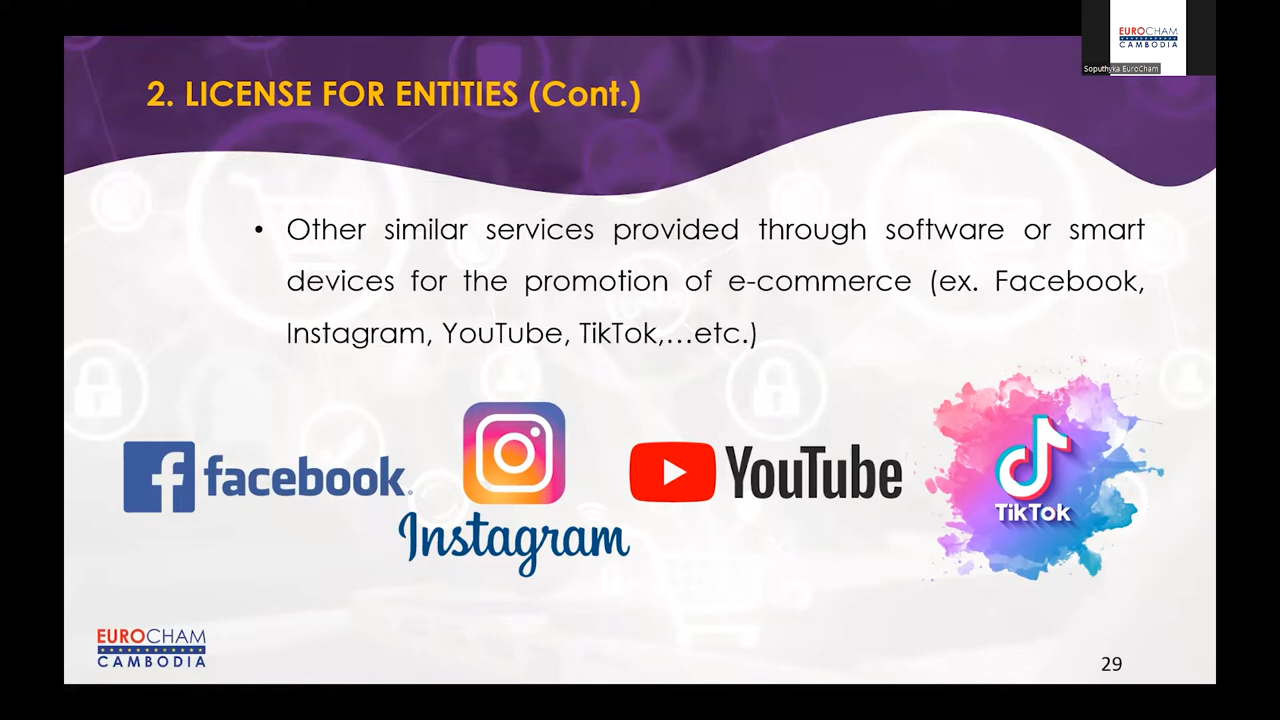 EUROCHAM
CAMBODIA
Soputhyka EuroCham
2. LICENSE FOR ENTITIES (Cont.)
• Other similar services provided through software or smart
devices for the promotion of e-commerce (ex. Facebook,
Instagram, YouTube, TikTok,...etc.)
facebook
Instagram
YouTube
TikTok
EUROCHAM
CAMBODIA
29